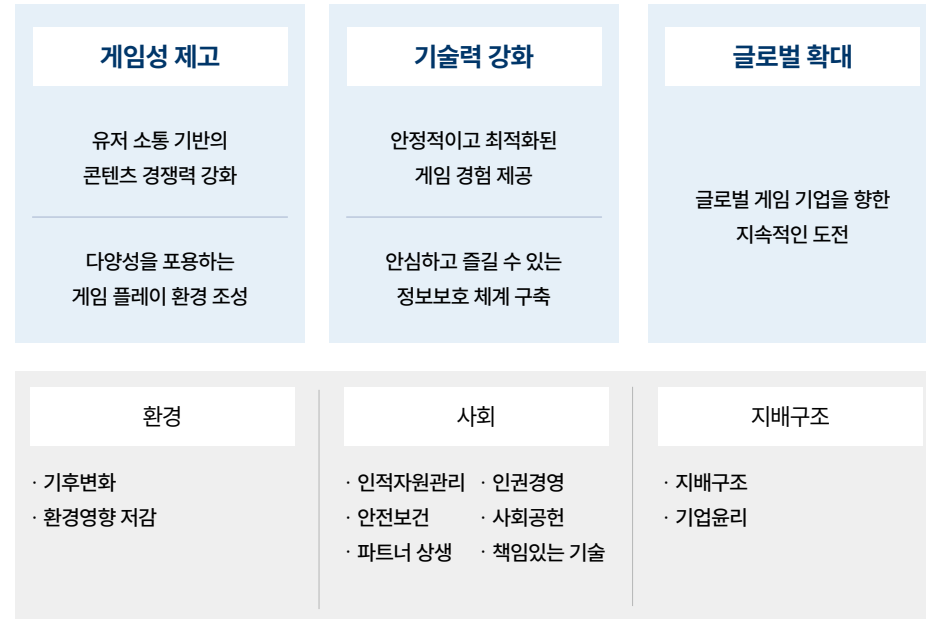 게임성 제고
유저 소통 기반의
콘텐츠 경쟁력 강화
다양성을 포용하는
게임 플레이 환경 조성
기술력 강화
안정적이고 최적화된
게임 경험 제공
안심하고 즐길 수 있는
정보보호 체계 구축
글로벌 확대
글로벌 게임 기업을 향한
지속적인 도전
환경
· 기후변화
· 환경영향 저감
사회
· 인적자원관리
· 안전보건
· 파트너 상생
· 인권경영
· 사회공헌
· 책임있는 기술
지배구조
· 지배구조
· 기업윤리